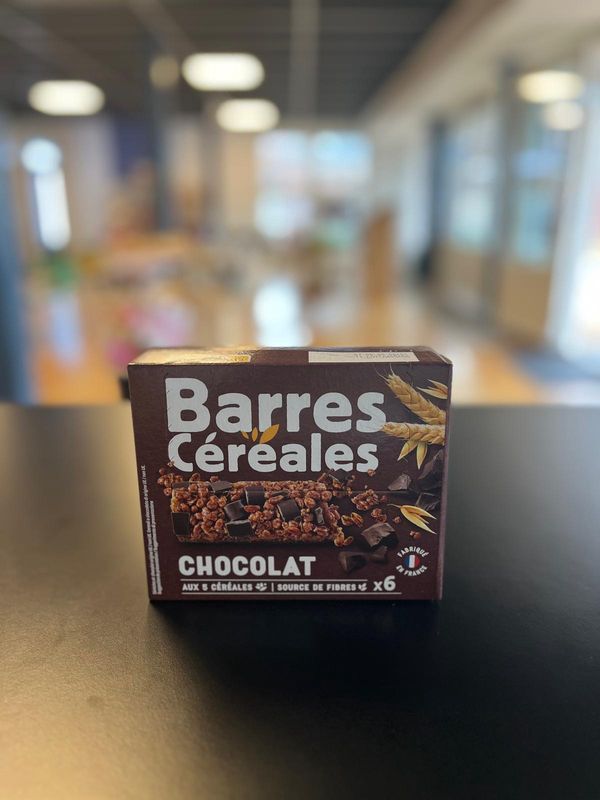 Barres
Céréales
CHOCOLAT
AUX 5 CÉRÉALES | SOURCE DE FIBRES x6
FABRIQUÉ
EN FRANCE